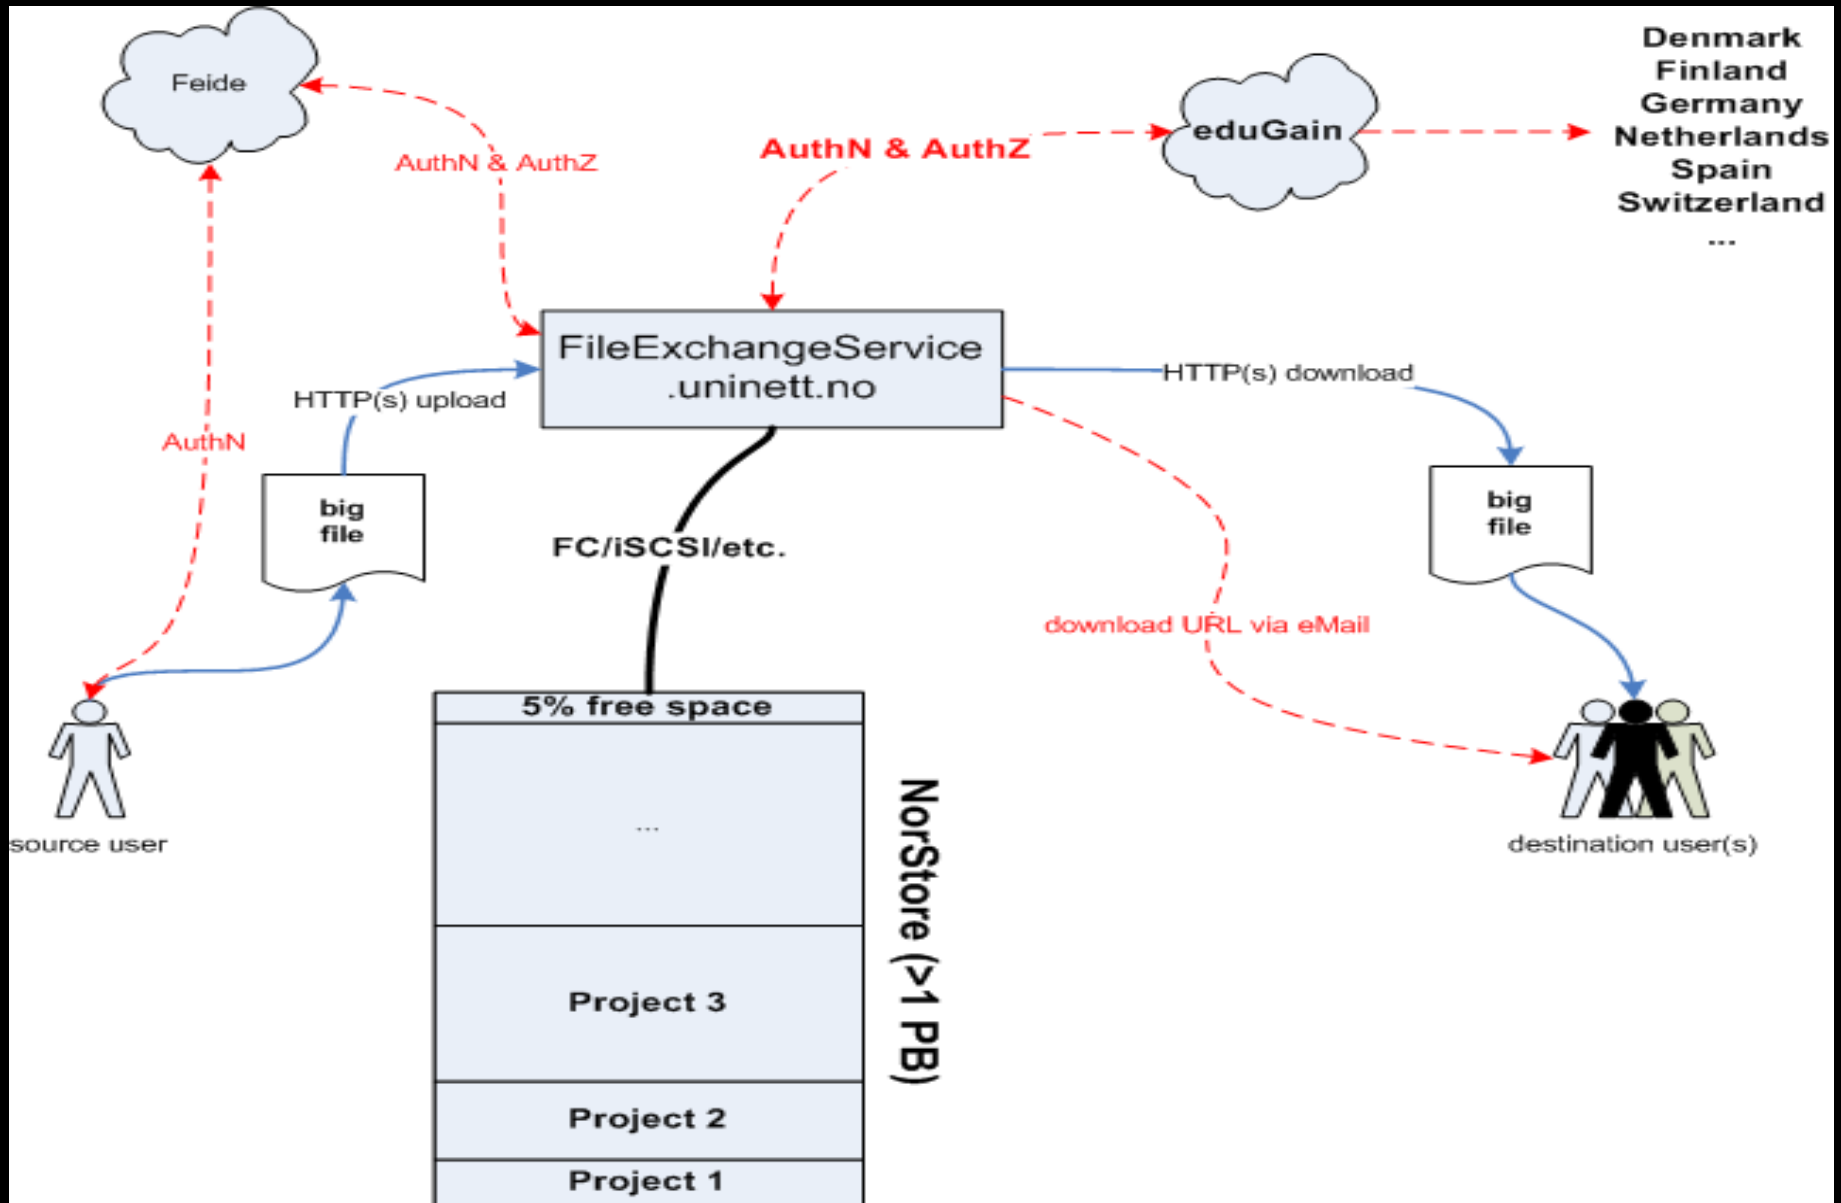 Feide
AuthN & AuthZ
AuthN & AuthZ
eduGain
Denmark
Finland
Germany
Netherlands
Spain
Switzerland
...
FileExchangeService
.uninett.no
HTTP(s) upload
HTTP(s) download
AuthN
big
file
big
file
FC/iSCSI/etc.
download URL via eMail
5% free space
...
Project 3
Project 2
Project 1
NorStore (>1 PB)
source user
destination user(s)